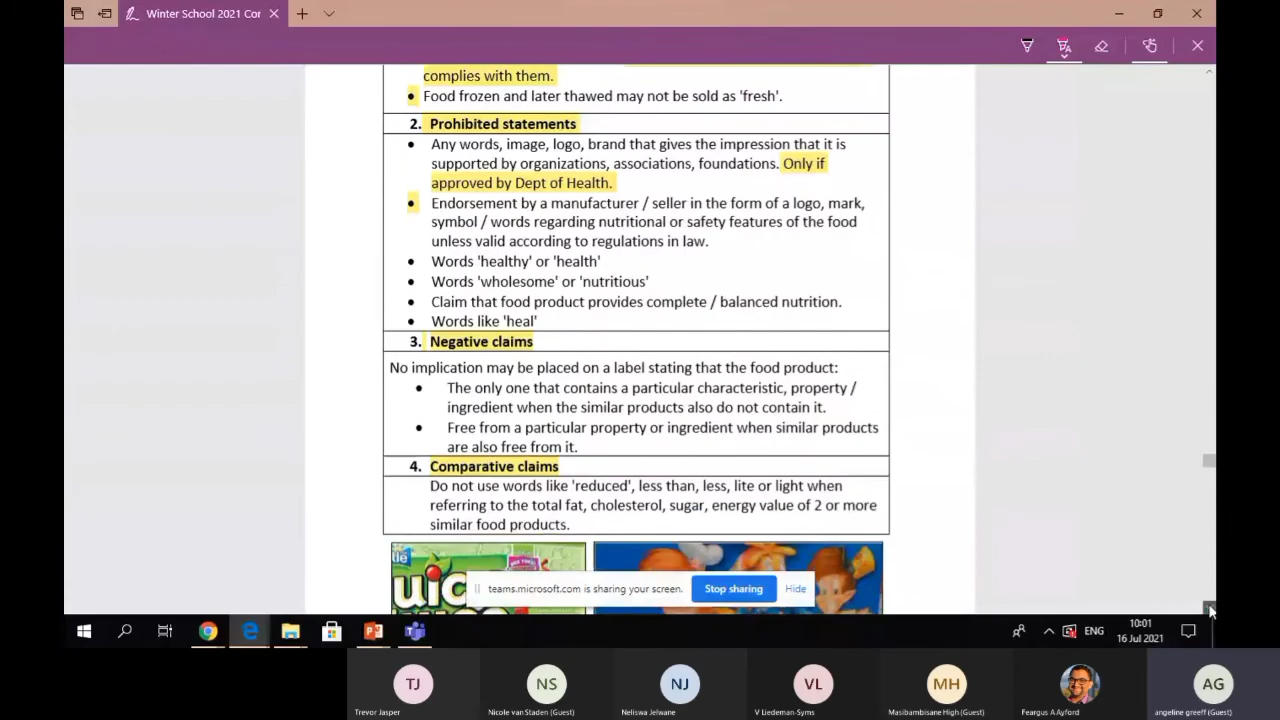 Winter School 2021 Cor
complies with them.
• Food frozen and later thawed may not be sold as 'fresh'.
2. Prohibited statements
• Any words, image, logo, brand that gives the impression that it is
supported by organizations, associations, foundations. Only if
approved by Dept of Health.
• Endorsement by a manufacturer / seller in the form of a logo, mark,
symbol / words regarding nutritional or safety features of the food
unless valid according to regulations in law.
• Words 'healthy' or 'health'
• Words 'wholesome' or 'nutritious'
• Claim that food product provides complete / balanced nutrition.
• Words like 'heal'
3. Negative claims
No implication may be placed on a label stating that the food product:
• The only one that contains a particular characteristic, property /
ingredient when the similar products also do not contain it.
• Free from a particular property or ingredient when similar products
are also free from it.
4. Comparative claims
Do not use words like 'reduced', less than, less, lite or light when
referring to the total fat, cholesterol, sugar, energy value of 2 or more
similar food products.
teams.microsoft.com is sharing your screen. Stop sharing Hide
ENG
10:01
16 Jul 2021
TJ NS NJ VL MH AG
Trevor Jasper Nicole van Staden (Guest) Neliswa Jelwane V Liedeman-Syms Masibambisane High (Guest) Feargus A Ayford angeline greeff (Guest)